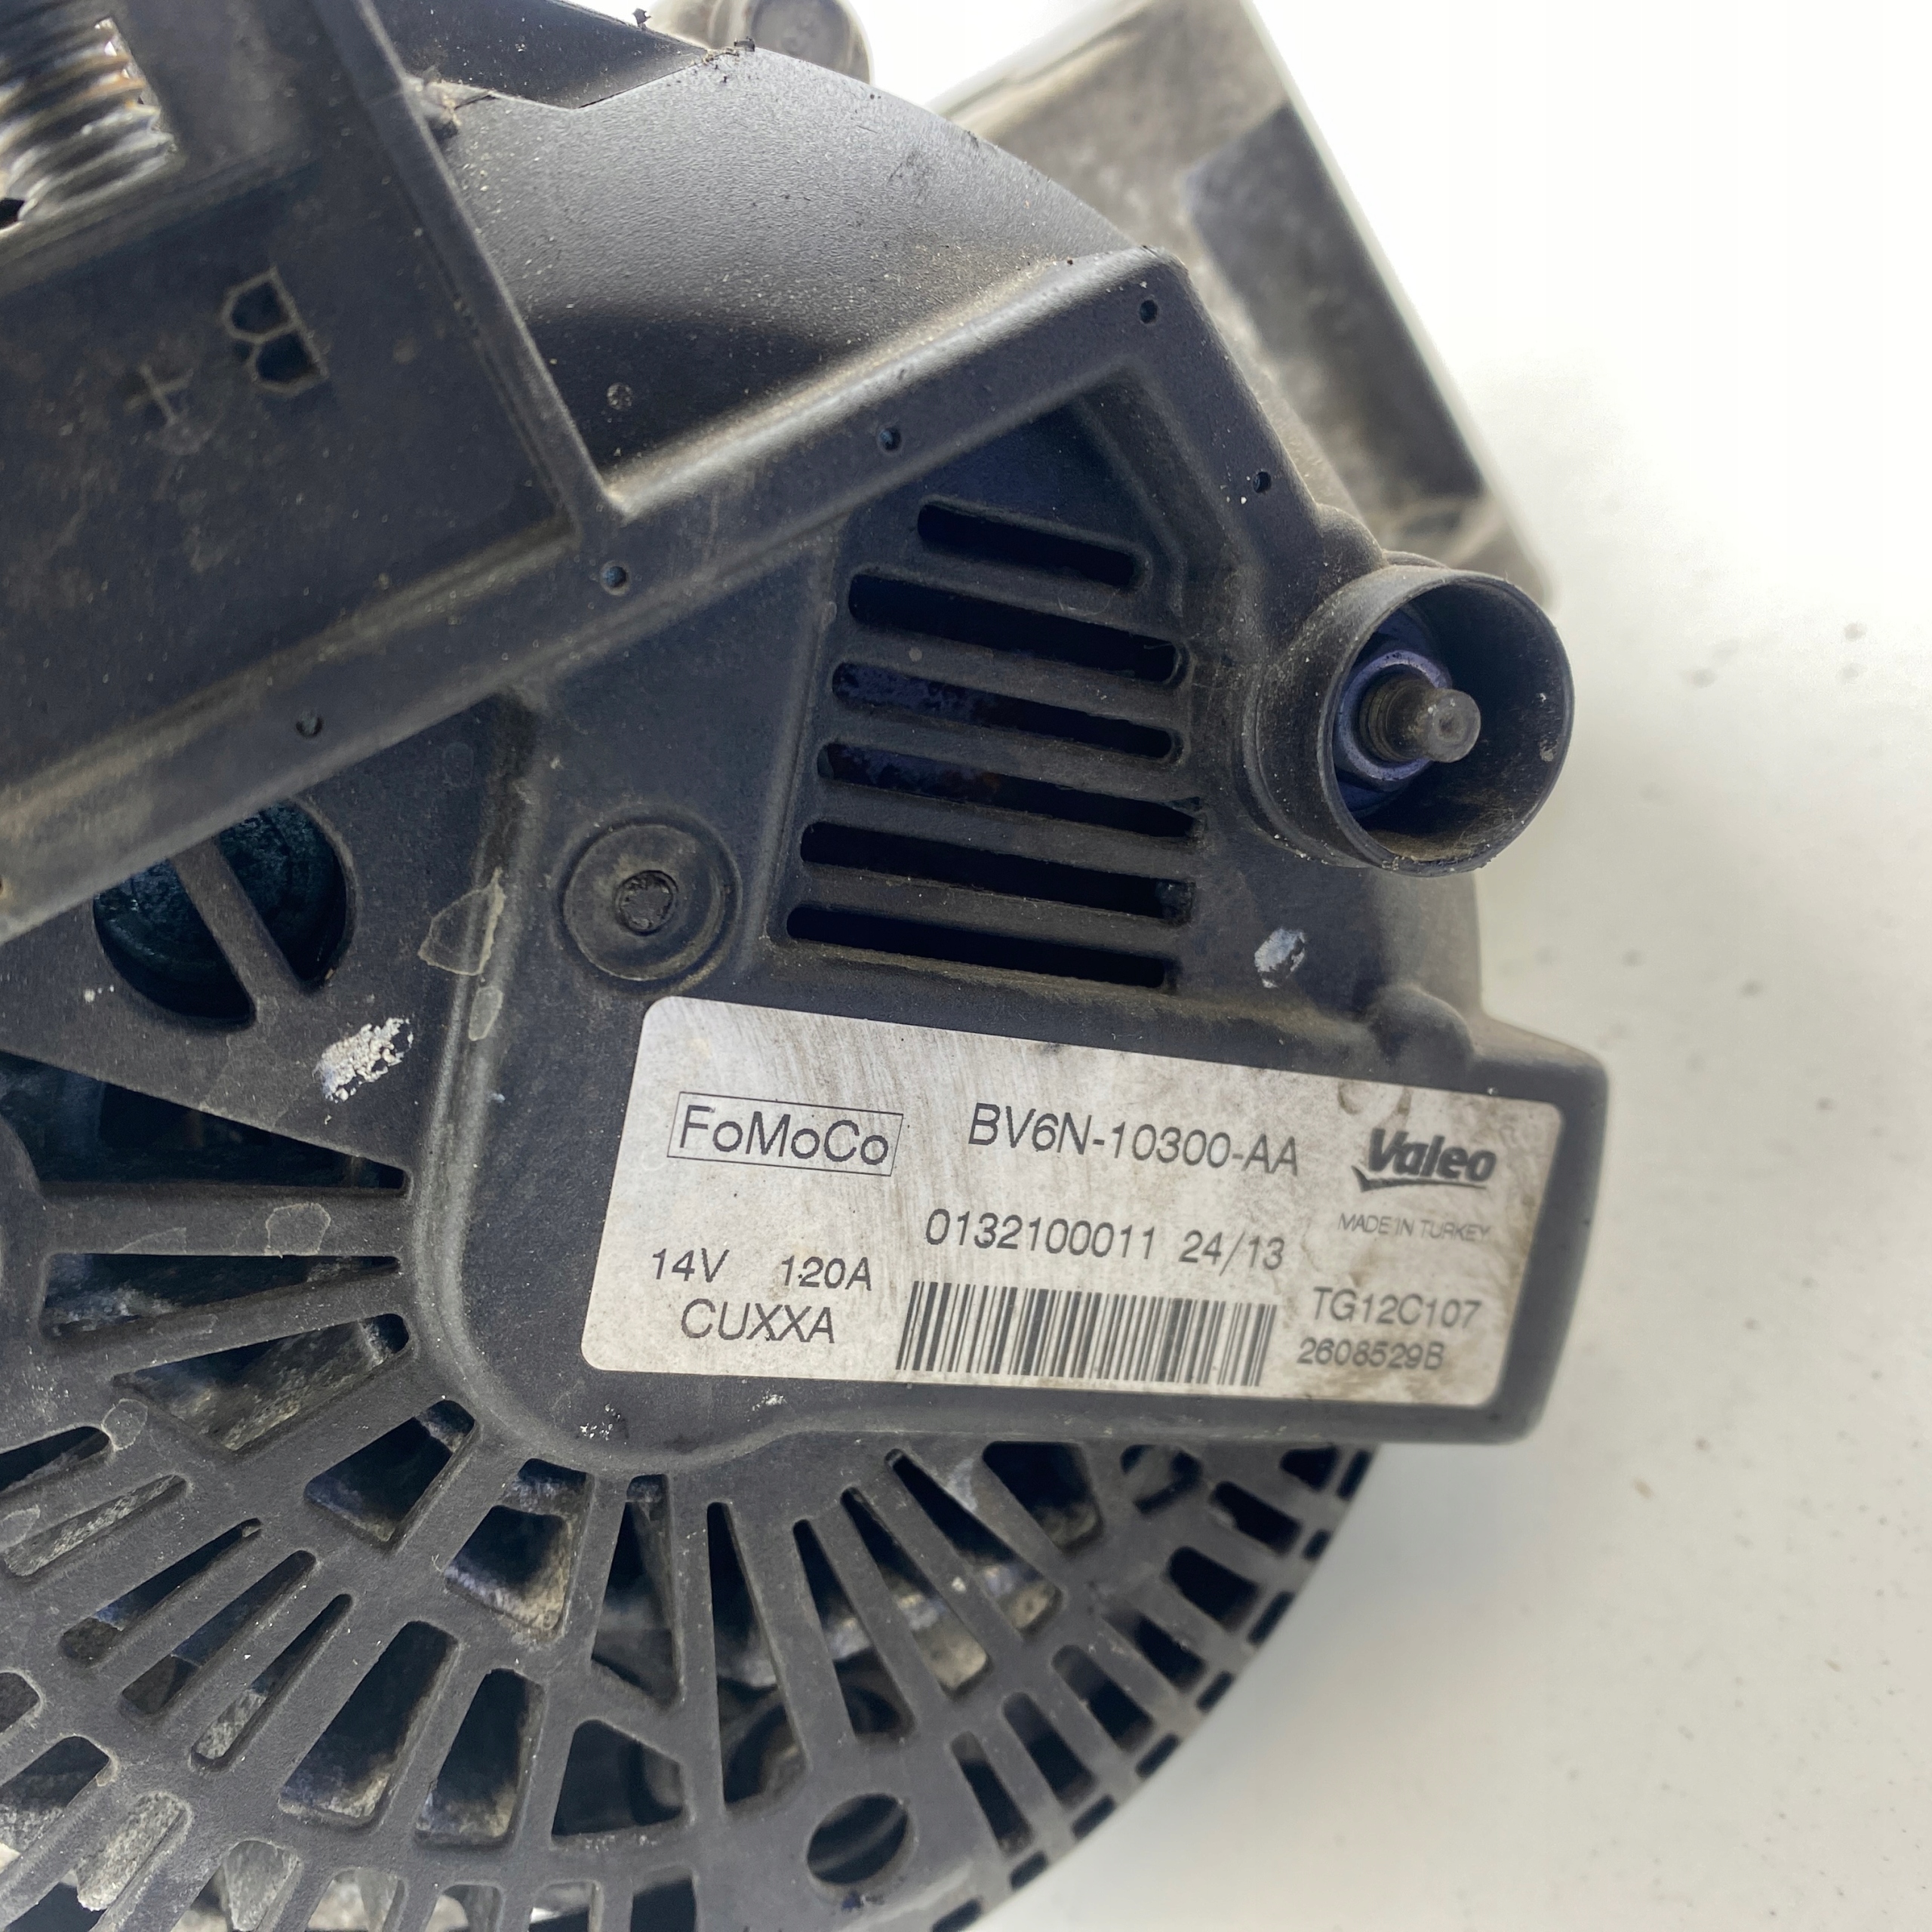 B+
FoMoCo BV6N-10300-AA Valeo
MADE IN TURKEY
0132100011 24/13
14V 120A
CUXXA
TG12C107
2608529B